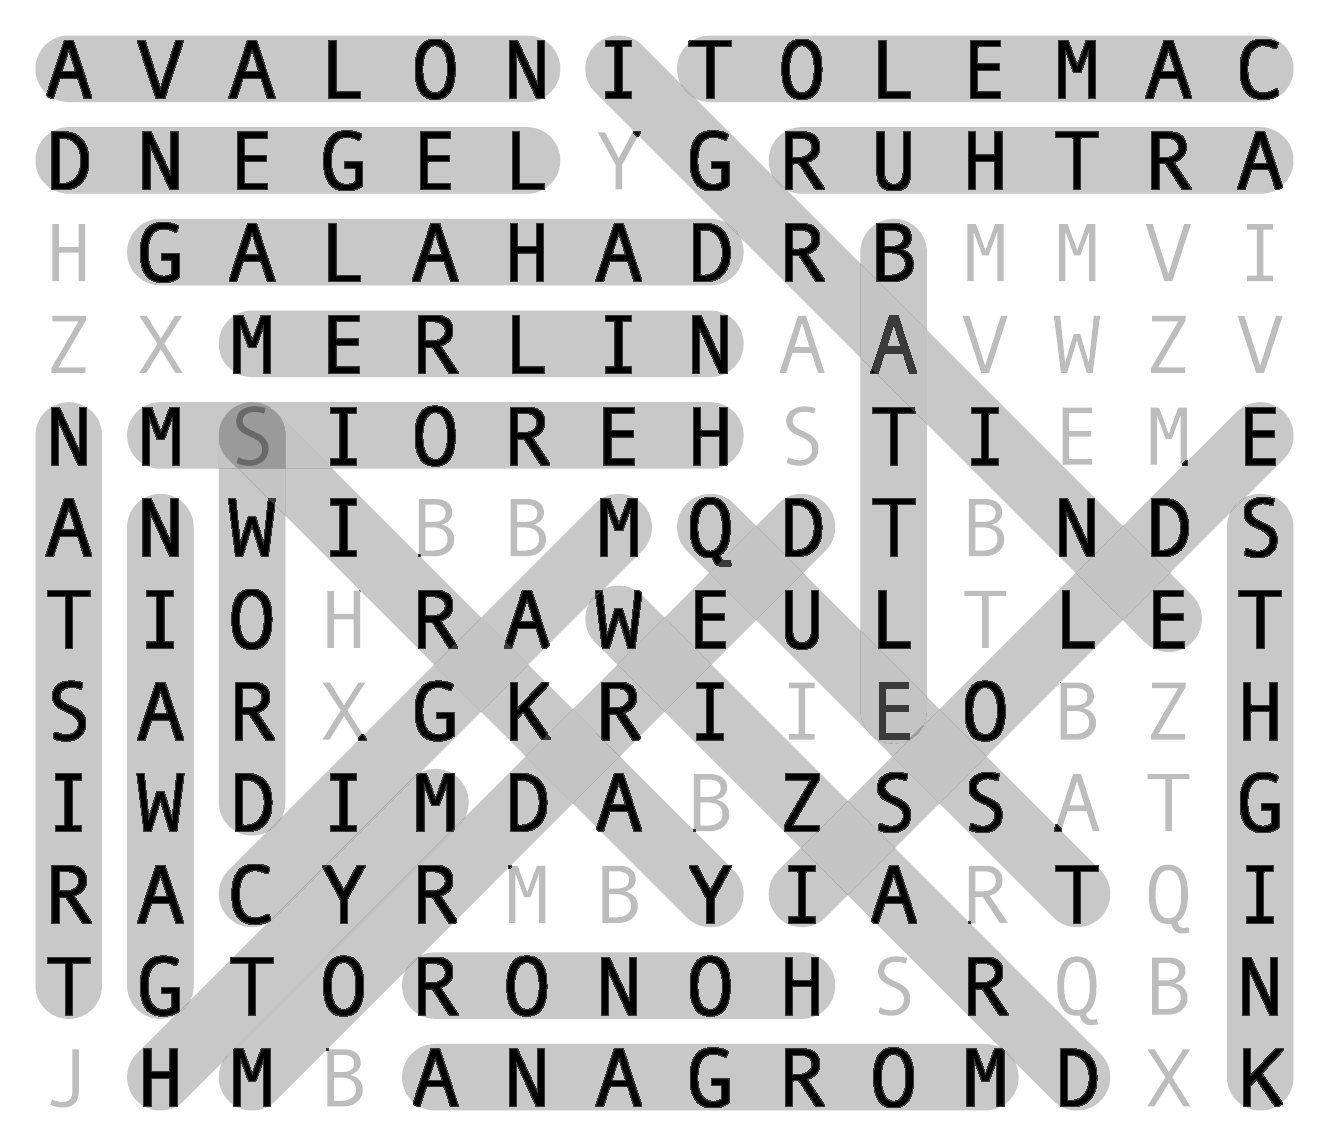 A V A L O N I T O L E M A C
D N E G E L Y G R U H T R A
H G A L A H A D R B M M V I
Z X M E R L I N A A V W Z V
N M S I O R E H S T I E M E
A N W I B B M Q D T B N D S
T I O H R A W E U L T L E T
S A R X G K R I I E O B Z H
I W D I M D A B Z S S A T G
R A C Y R M B Y I A R T Q I
T G T O R O N O H S R Q B N
J H M B A N A G R O M D X K